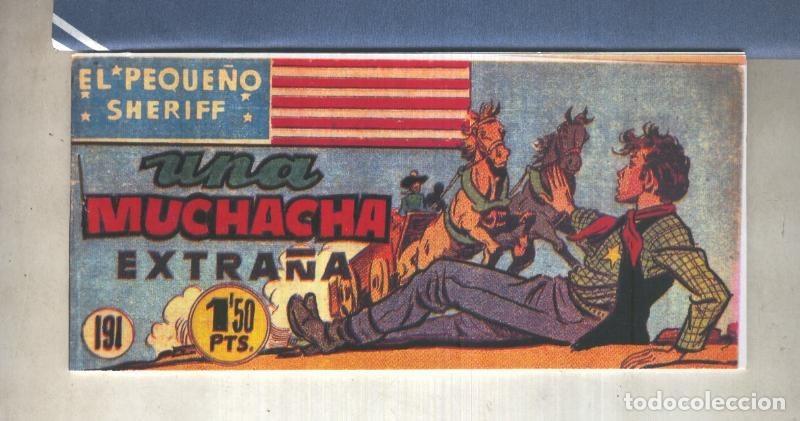 EL PEQUEÑO
SHERIFF
una
MUCHACHA
EXTRAÑA
191
1'50
PTS.
todocoleccion